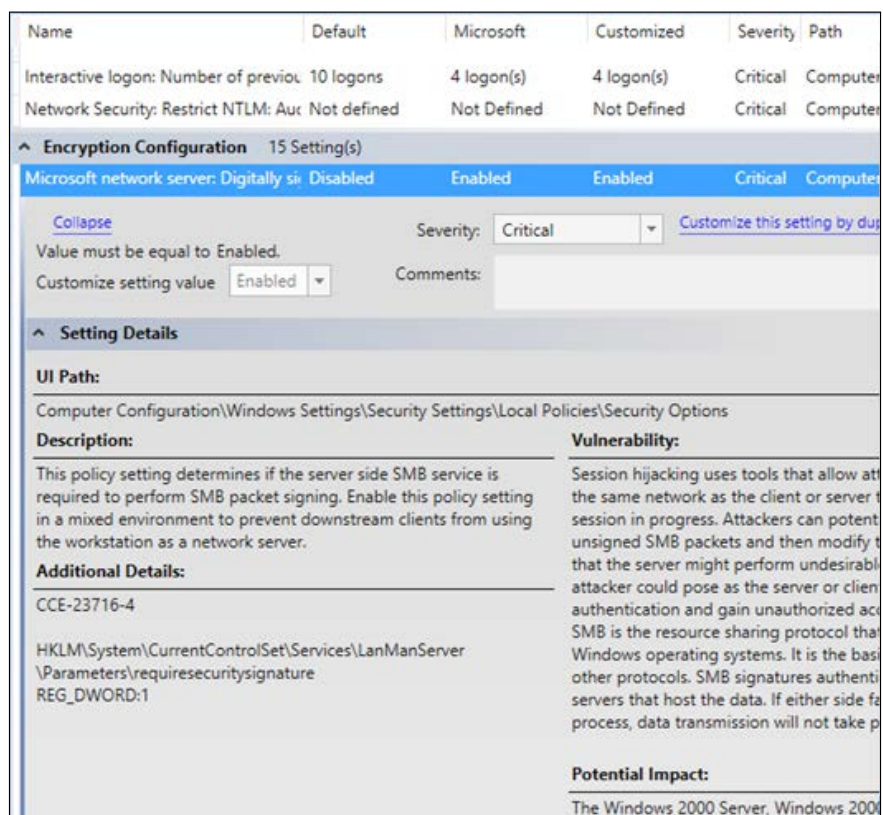 Name Default Microsoft Customized Severity Path
Interactive logon: Number of previou 10 logons 4 logon(s) 4 logon(s) Critical Computer
Network Security: Restrict NTLM: Aud Not defined Not Defined Not Defined Critical Computer
Encryption Configuration 15 Setting(s)
Microsoft network server: Digitally si Disabled Enabled Enabled Critical Computer
Collapse
Severity: Critical
Customize this setting by dup
Value must be equal to Enabled.
Customize setting value Enabled
Comments:
Setting Details
UI Path:
Computer Configuration\Windows Settings\Security Settings\Local Policies\Security Options
Description:
This policy setting determines if the server side SMB service is
required to perform SMB packet signing. Enable this policy setting
in a mixed environment to prevent downstream clients from using
the workstation as a network server.
Additional Details:
CCE-23716-4
HKLM\System\CurrentControlSet\Services\LanManServer
\Parameters\requiresecuritysignature
REG_DWORD:1
Vulnerability:
Session hijacking uses tools that allow att
the same network as the client or server t
session in progress. Attackers can potent
unsigned SMB packets and then modify t
that the server might perform undesirabl
attacker could pose as the server or clien
authentication and gain unauthorized acc
SMB is the resource sharing protocol that
Windows operating systems. It is the basi
other protocols. SMB signatures authenti
servers that host the data. If either side fa
process, data transmission will not take p
Potential Impact:
The Windows 2000 Server, Windows 2000